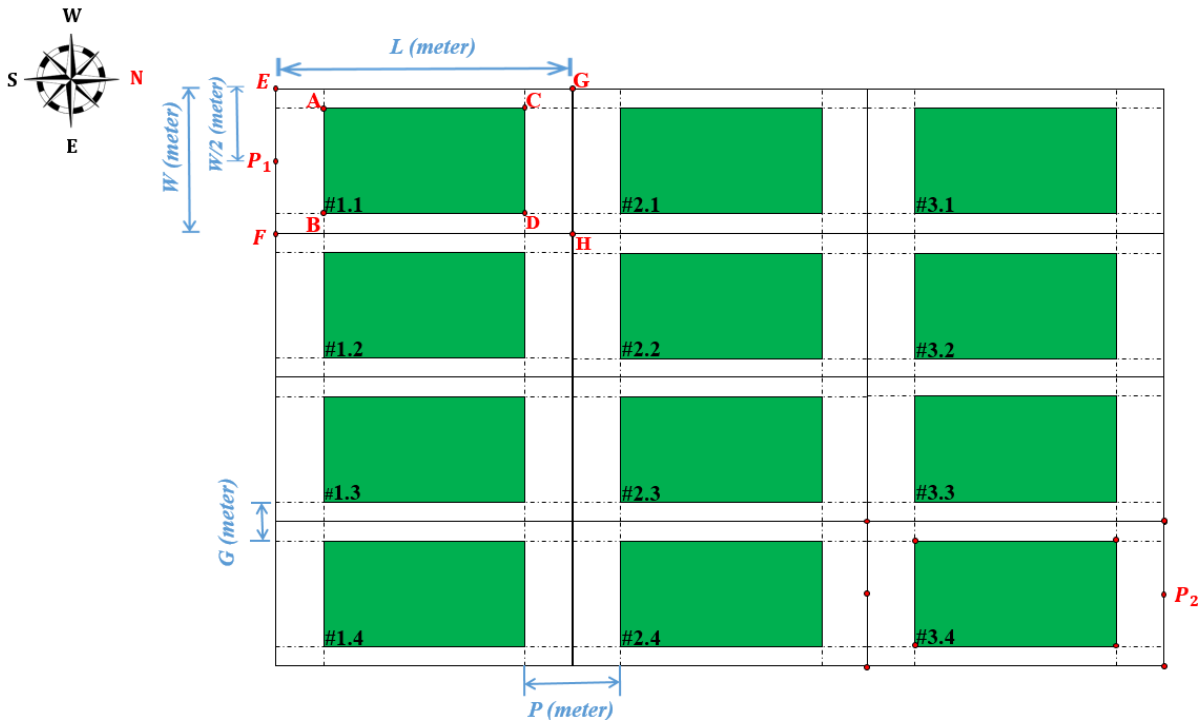 W
S
N
E
L (meter)
E
G
W (meter)
W/2 (meter)
A
C
P₁
#1.1
#2.1
#3.1
B
D
F
H
#1.2
#2.2
#3.2
#1.3
#2.3
#3.3
G (meter)
P₂
#1.4
#2.4
#3.4
P (meter)